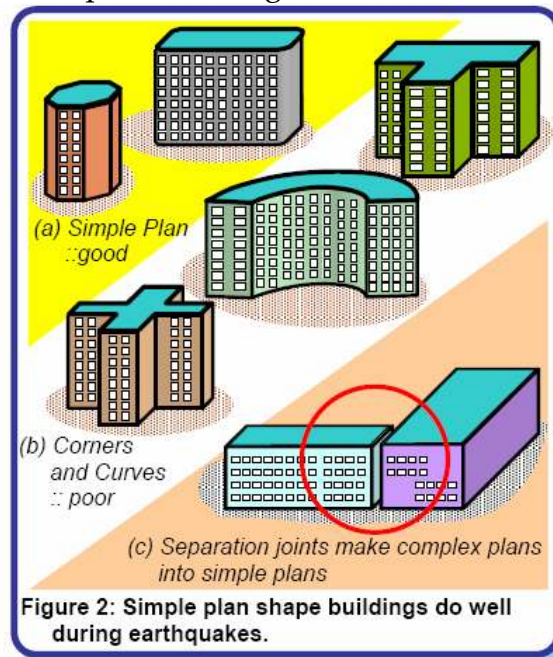 (a) Simple Plan
::good
(b) Corners
and Curves
:: poor
(c) Separation joints make complex plans
into simple plans
Figure 2: Simple plan shape buildings do well
during earthquakes.